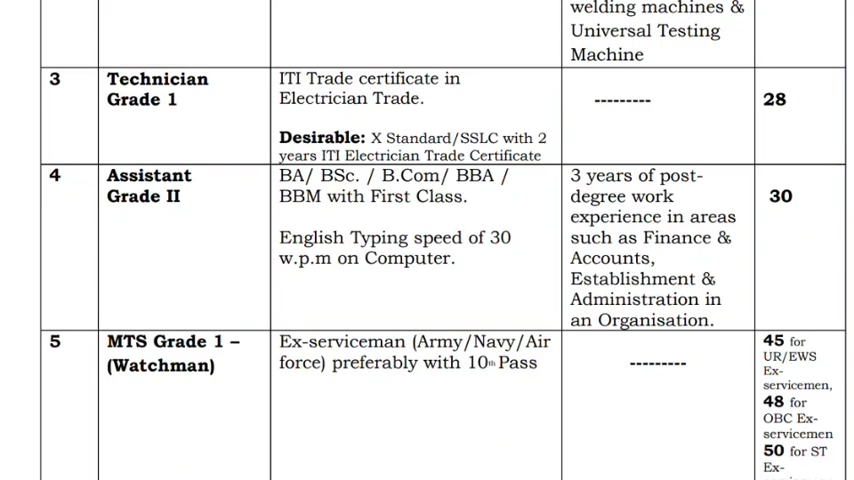 welding machines &
Universal Testing
Machine
3
Technician
Grade 1
ITI Trade certificate in
Electrician Trade.
Desirable: X Standard/SSLC with 2
years ITI Electrician Trade Certificate
---------
28
4
Assistant
Grade II
BA/ BSc. / B.Com/ BBA /
BBM with First Class.
English Typing speed of 30
w.p.m on Computer.
3 years of post-
degree work
experience in areas
such as Finance &
Accounts,
Establishment &
Administration in
an Organisation.
30
5
MTS Grade 1 –
(Watchman)
Ex-serviceman (Army/Navy/Air
force) preferably with 10th Pass
---------
45 for
UR/EWS
Ex-
servicemen,
48 for
OBC Ex-
servicemen
50 for ST
Ex-